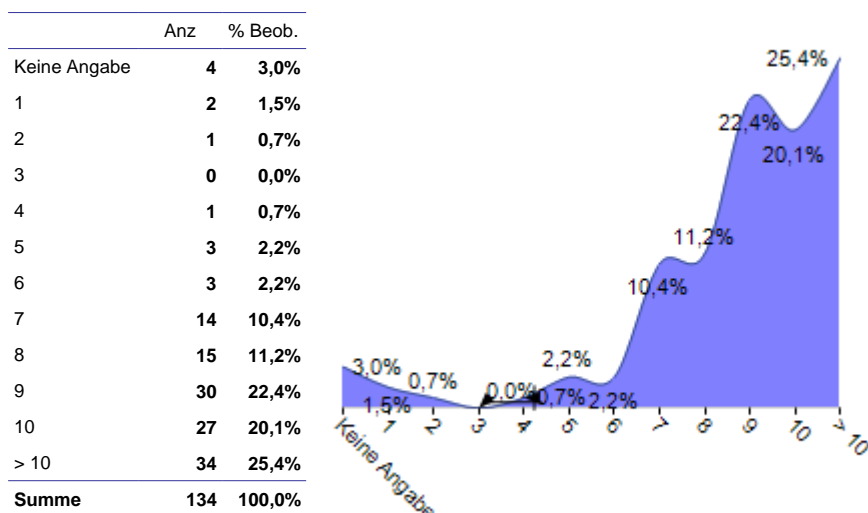 Anz % Beob.
Keine Angabe 4 3,0%
1 2 1,5%
2 1 0,7%
3 0 0,0%
4 1 0,7%
5 3 2,2%
6 3 2,2%
7 14 10,4%
8 15 11,2%
9 30 22,4%
10 27 20,1%
> 10 34 25,4%
Summe 134 100,0%
25,4%
22,4%
20,1%
11,2%
10,4%
2,2%
3,0%
0,7%
0,0%
0,7%
2,2%
1,5%
Keine Angabe 1 2 3 4 5 6 7 8 9 10 > 10